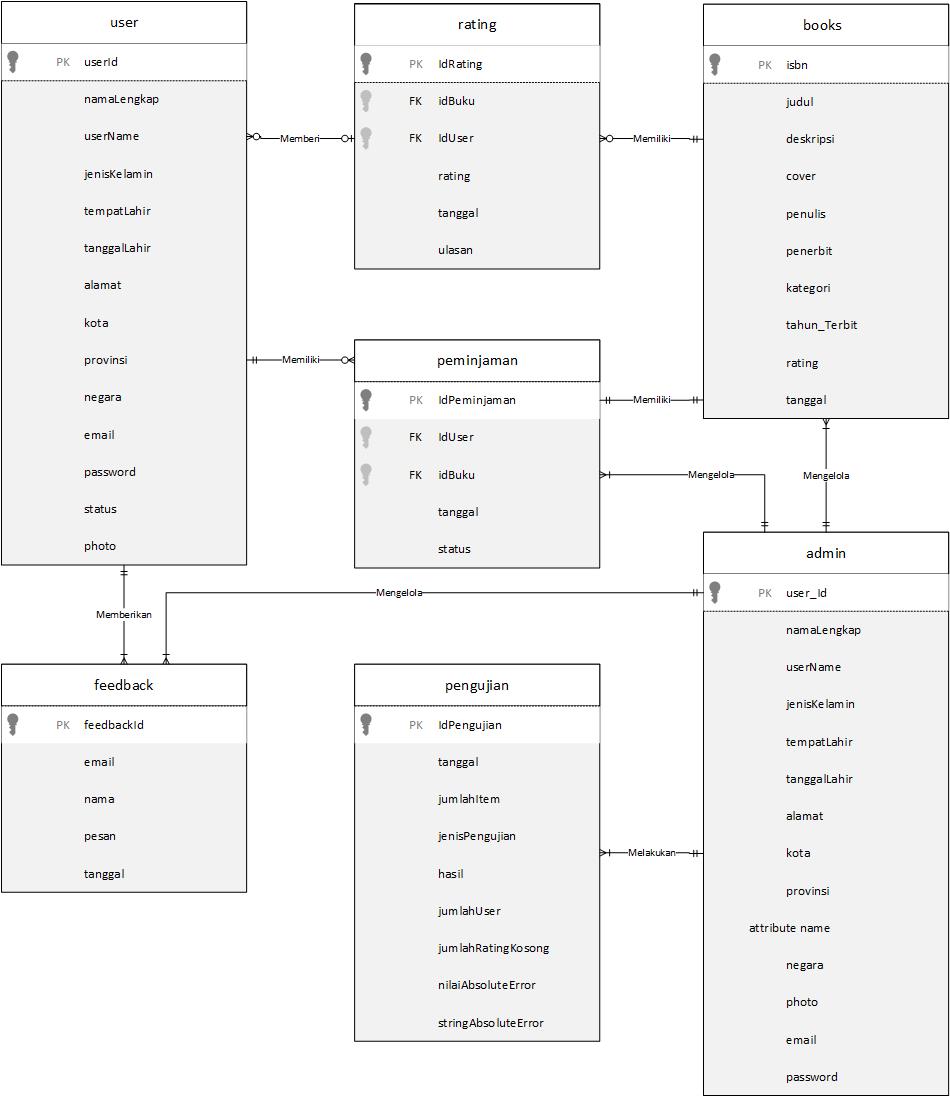 user
PK userId
namaLengkap
userName
jenisKelamin
tempatLahir
tanggalLahir
alamat
kota
provinsi
negara
email
password
status
photo
Memberi
rating
PK IdRating
FK idBuku
FK IdUser
rating
tanggal
ulasan
Memiliki
books
PK isbn
judul
deskripsi
cover
penulis
penerbit
kategori
tahun_Terbit
rating
tanggal
Memiliki
peminjaman
PK IdPeminjaman
FK IdUser
FK idBuku
tanggal
status
Memiliki
Mengelola
Mengelola
Memberikan
Mengelola
feedback
PK feedbackId
email
nama
pesan
tanggal
pengujian
PK IdPengujian
tanggal
jumlahItem
jenisPengujian
hasil
jumlahUser
jumlahRatingKosong
nilaiAbsoluteError
stringAbsoluteError
Melakukan
admin
PK user_Id
namaLengkap
userName
jenisKelamin
tempatLahir
tanggalLahir
alamat
kota
provinsi
attribute name
negara
photo
email
password